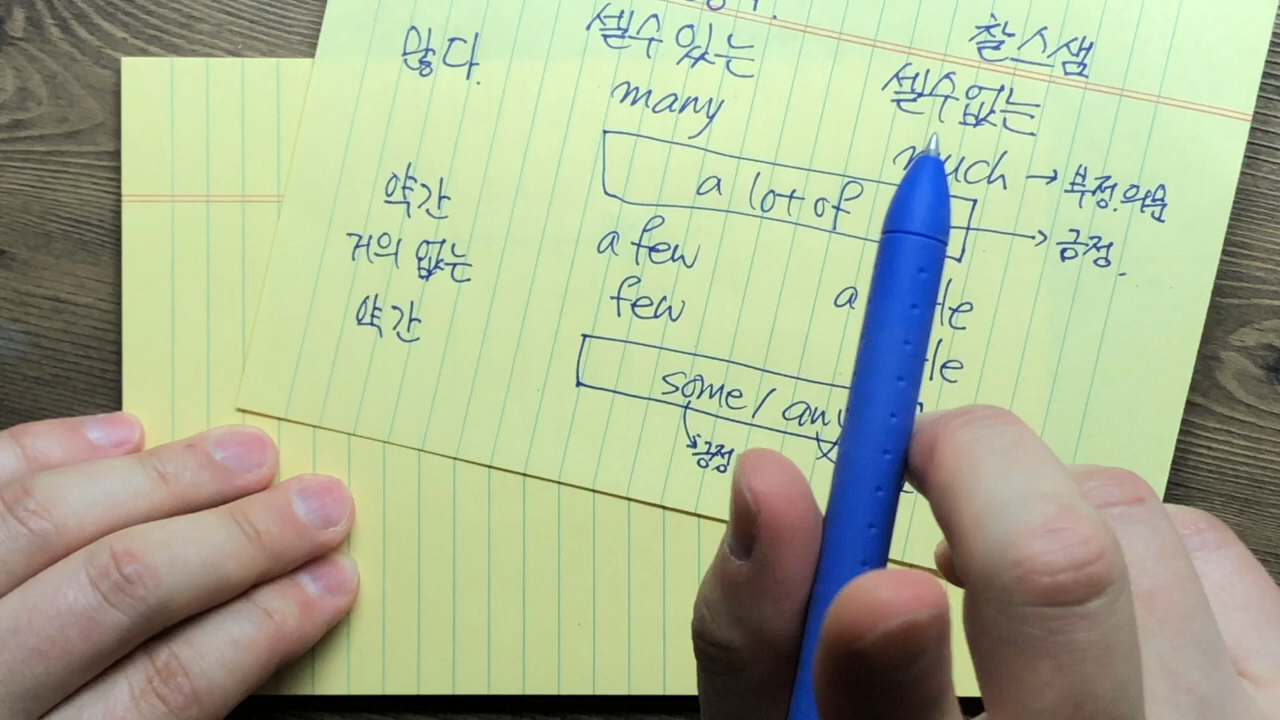 찰스샘
많다. 셀수 있는 셀수없는
many much → 부정.의문
a lot of → 긍정.
약간 a few a
거의 없는 few
약간 some / any
긍정